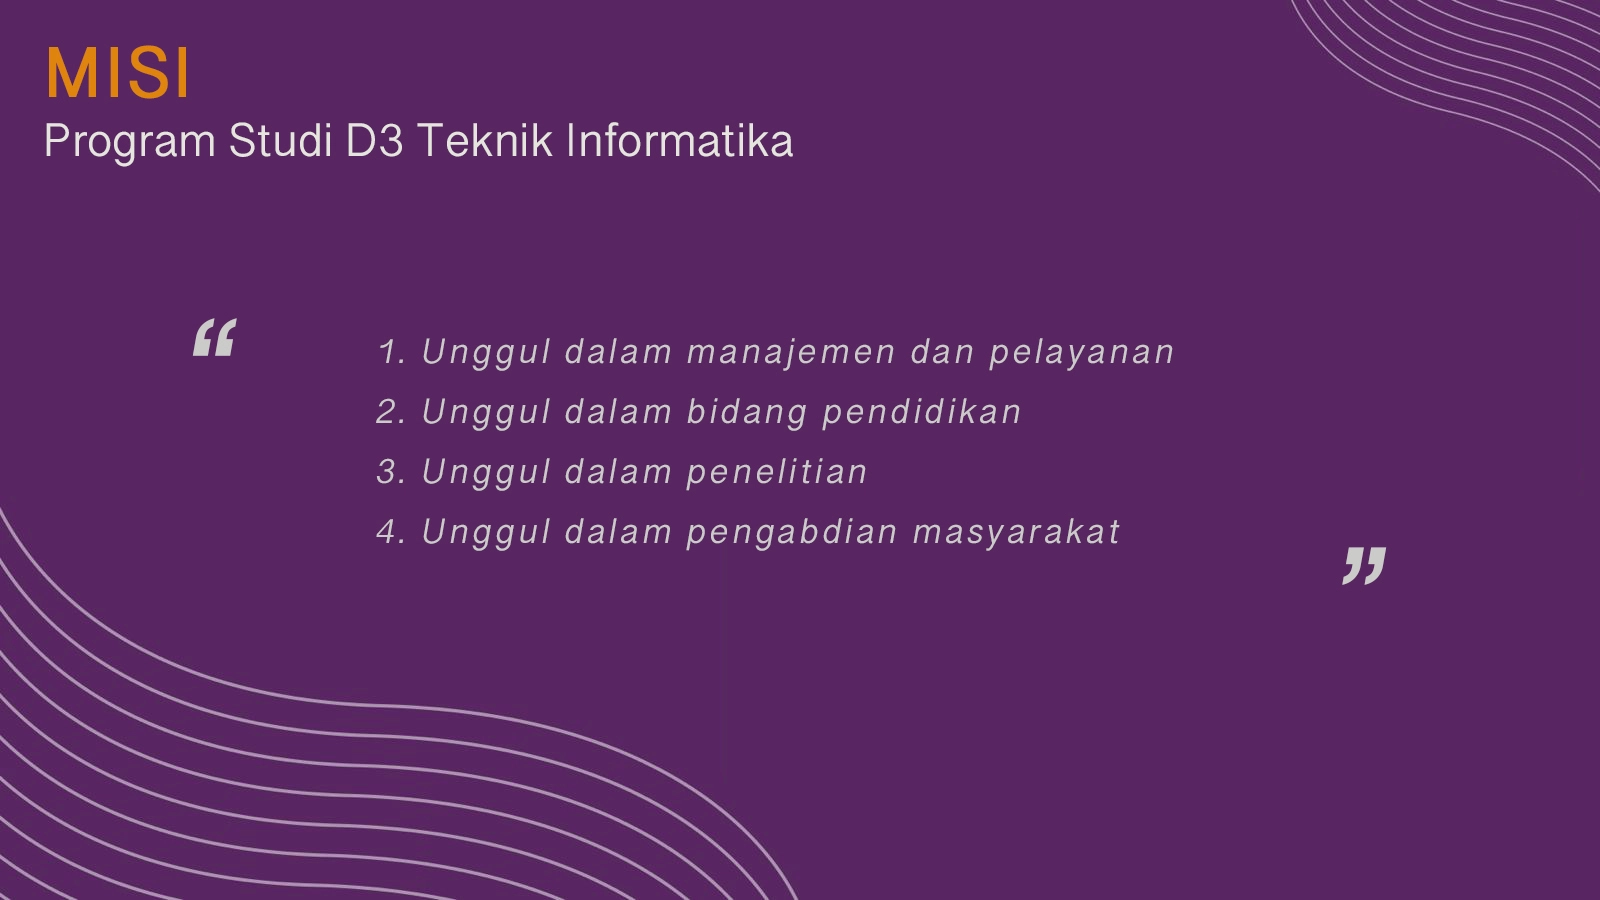 MISI
Program Studi D3 Teknik Informatika
“
1. Unggul dalam manajemen dan pelayanan
2. Unggul dalam bidang pendidikan
3. Unggul dalam penelitian
4. Unggul dalam pengabdian masyarakat
”